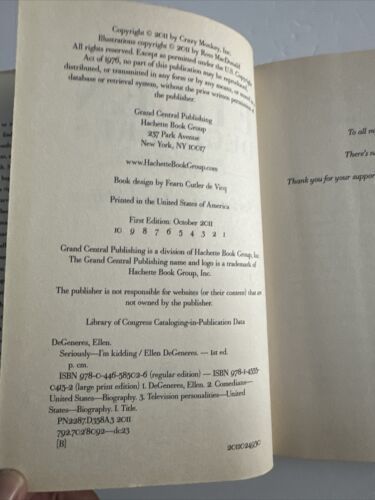 Copyright © 2011 by Crazy Monkey, Inc.
Illustrations copyright © 2011 by Ross MacDonald
All rights reserved. Except as permitted under the U.S. Copyright
Act of 1976, no part of this publication may be reproduced,
distributed, or transmitted in any form or by any means, or stored in a
database or retrieval system, without the prior written permission of
the publisher.
Grand Central Publishing
Hachette Book Group
237 Park Avenue
New York, NY 10017
www.HachetteBookGroup.com
Book design by Fearn Cutler de Vicq
Printed in the United States of America
First Edition: October 2011
10 9 8 7 6 5 4 3 2 1
Grand Central Publishing is a division of Hachette Book Group, Inc.
The Grand Central Publishing name and logo is a trademark of
Hachette Book Group, Inc.
The publisher is not responsible for websites (or their content) that are
not owned by the publisher.
Library of Congress Cataloging-in-Publication Data
DeGeneres, Ellen.
Seriously—I'm kidding / Ellen DeGeneres. — 1st ed.
p. cm.
ISBN 978-0-446-58502-6 (regular edition) — ISBN 978-1-4555-
0415-2 (large print edition) 1. DeGeneres, Ellen. 2. Comedians—
United States—Biography. 3. Television personalities—United
States—Biography. I. Title.
PN2287.D358A3 2011
792.702'8092—dc23
[B]
2011024930
To all my
There's no
Thank you for your support